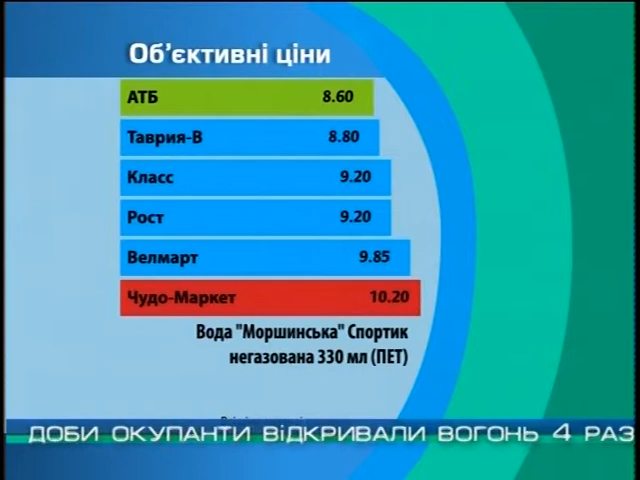 Об'єктивні ціни
АТБ 8.60
Таврия-В 8.80
Класс 9.20
Рост 9.20
Велмарт 9.85
Чудо-Маркет 10.20
Вода "Моршинська" Спортик
негазована 330 мл (ПЕТ)
ДОБИ ОКУПАНТИ ВІДКРИВАЛИ ВОГОНЬ 4 РАЗ